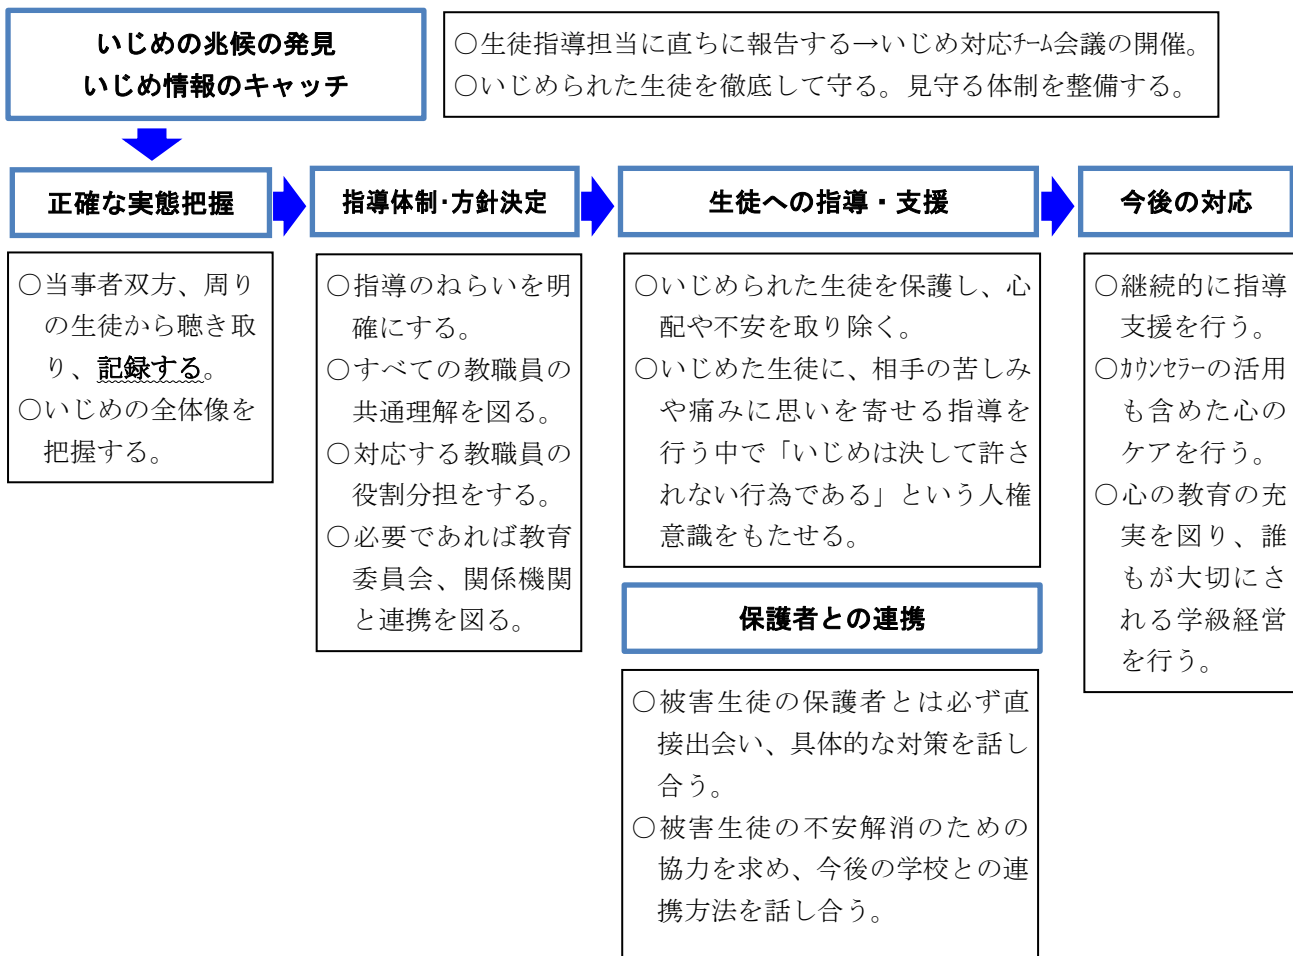 いじめの兆候の発見
いじめ情報のキャッチ
○生徒指導担当に直ちに報告する→いじめ対応ﾁｰﾑ会議の開催。
○いじめられた生徒を徹底して守る。見守る体制を整備する。
正確な実態把握
○当事者双方、周り
の生徒から聴き取
り、記録する。
○いじめの全体像を
把握する。
指導体制･方針決定
○指導のねらいを明
確にする。
○すべての教職員の
共通理解を図る。
○対応する教職員の
役割分担をする。
○必要であれば教育
委員会、関係機関
と連携を図る。
生徒への指導・支援
○いじめられた生徒を保護し、心
配や不安を取り除く。
○いじめた生徒に、相手の苦しみ
や痛みに思いを寄せる指導を
行う中で「いじめは決して許さ
れない行為である」という人権
意識をもたせる。
保護者との連携
○被害生徒の保護者とは必ず直
接出会い、具体的な対策を話し
合う。
○被害生徒の不安解消のための
協力を求め、今後の学校との連
携方法を話し合う。
今後の対応
○継続的に指導
支援を行う。
○ｶｳﾝｾﾗｰの活用
も含めた心の
ケアを行う。
○心の教育の充
実を図り、誰
もが大切にさ
れる学級経営
を行う。